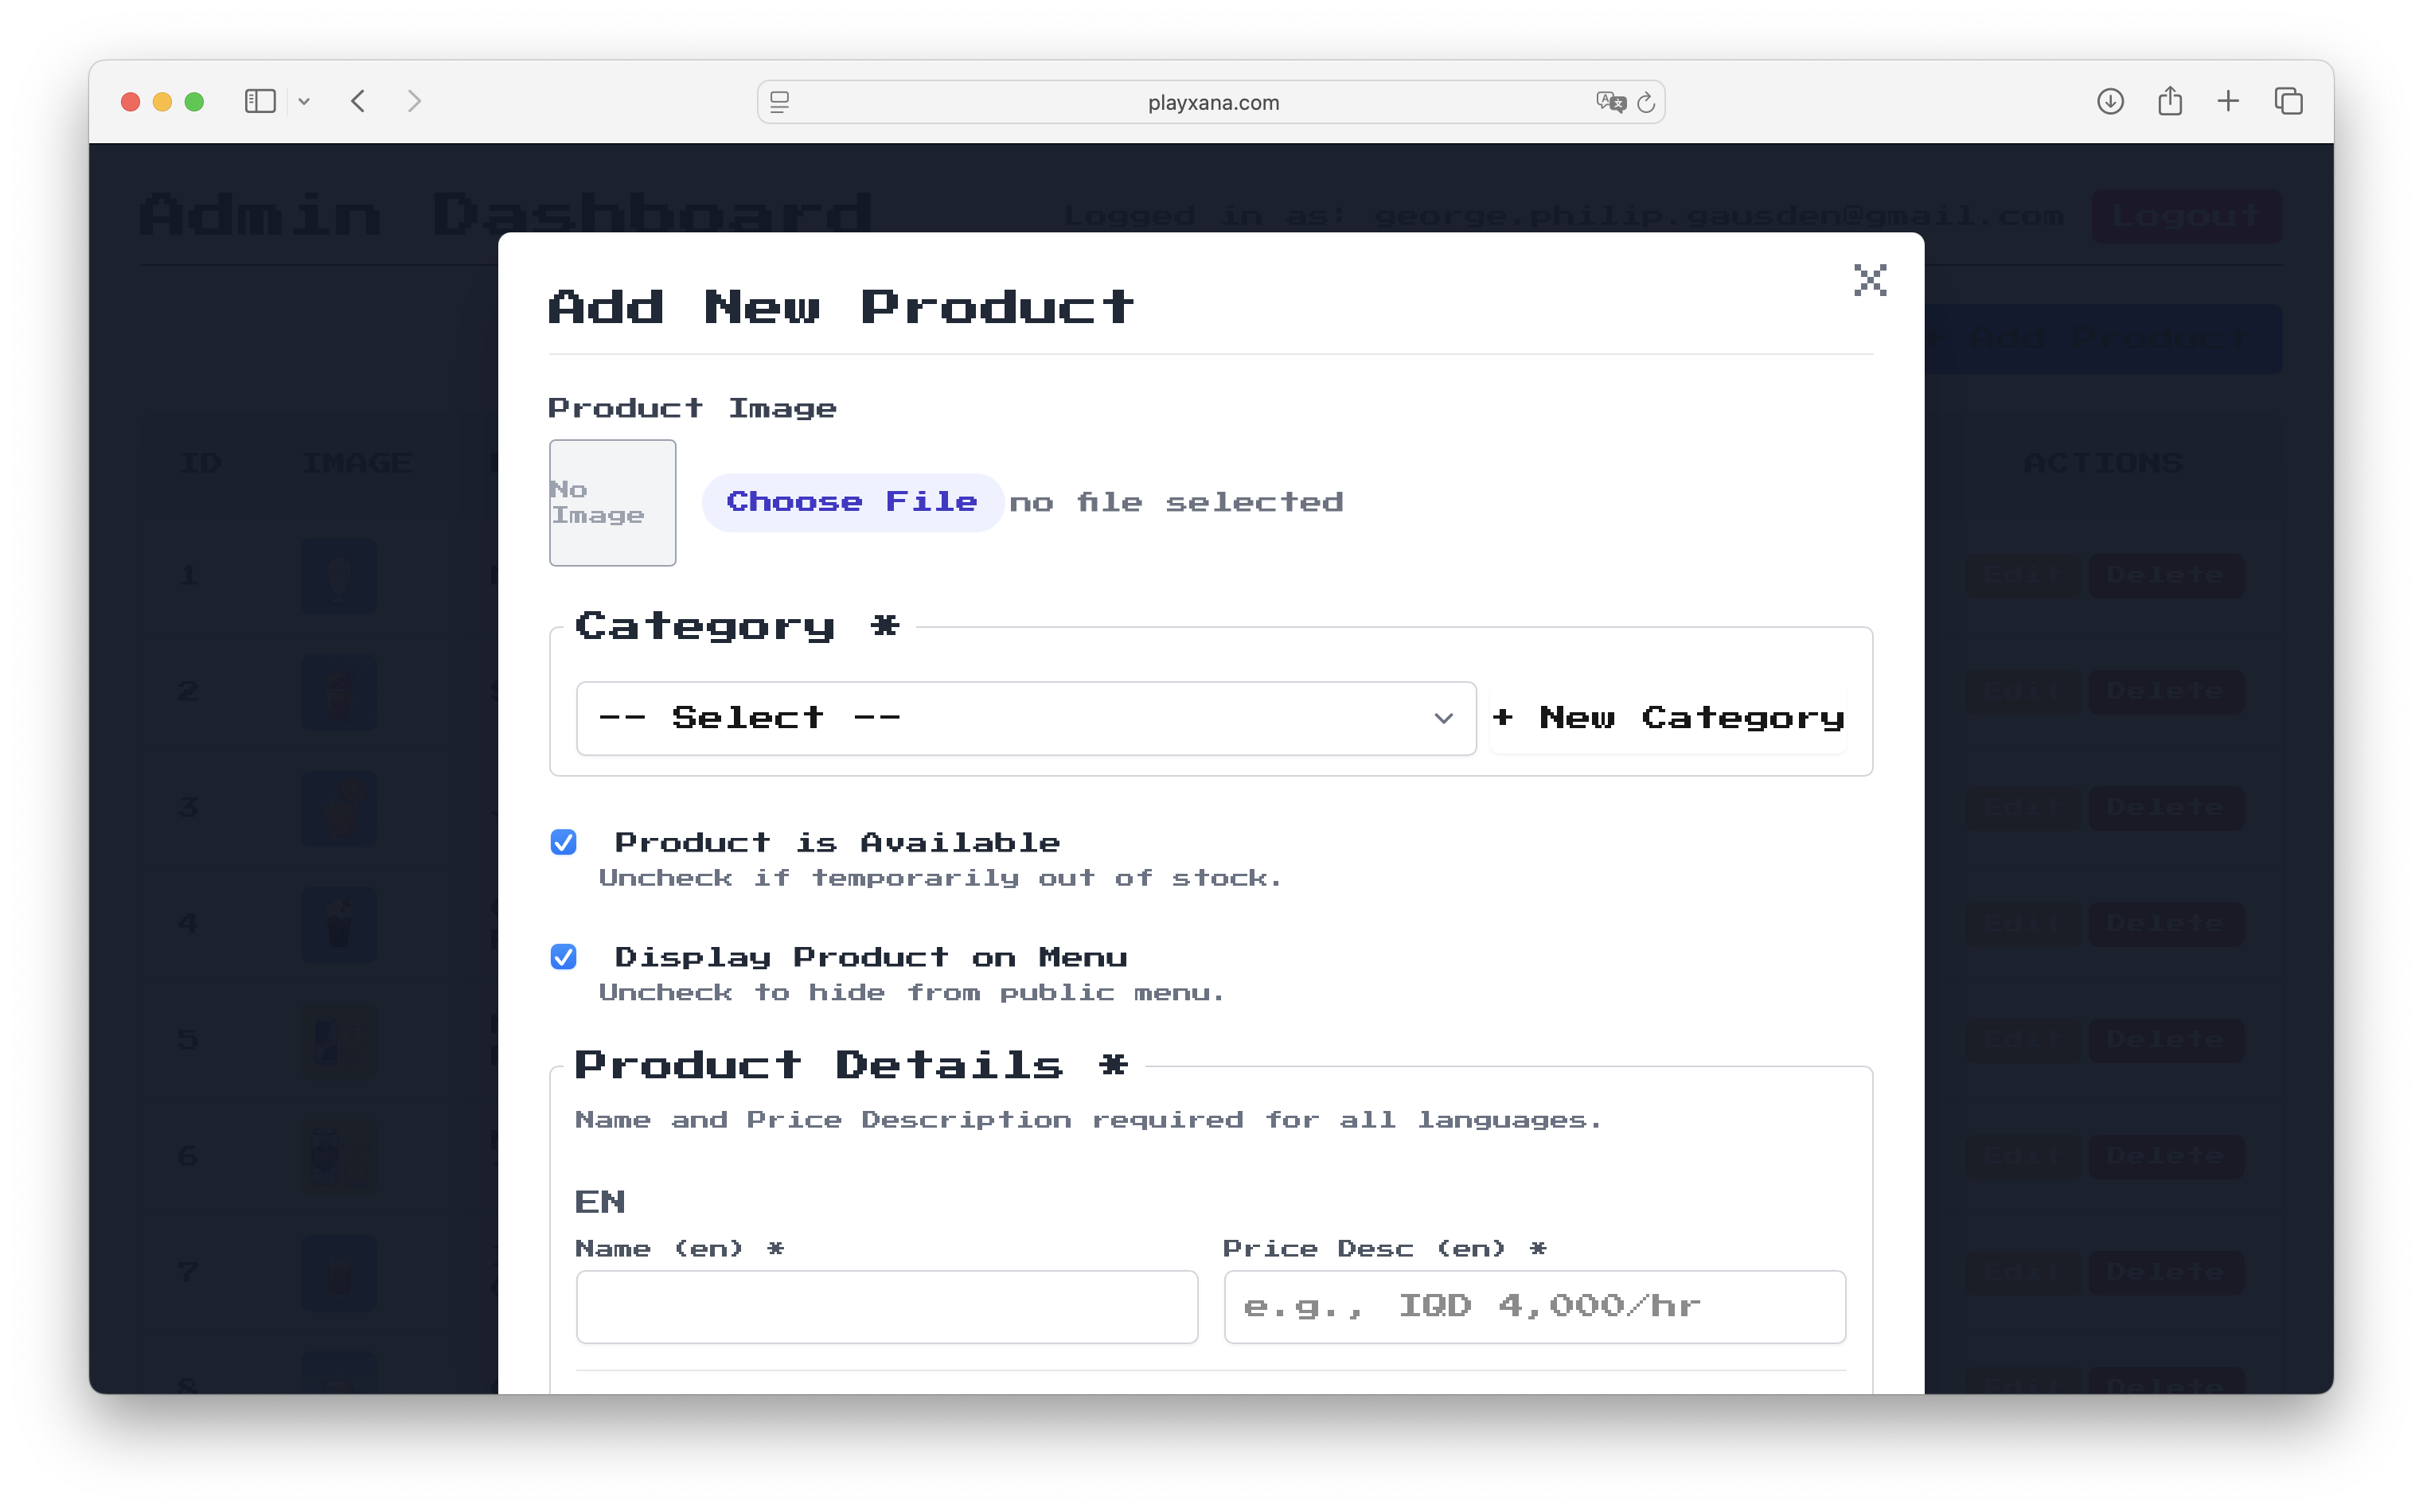 playxana.com
Admin Dashboard
Logged in as: george.philip.gausden@gmail.com
Logout
Add New Product
Add Product
Product Image
No
Image
Choose File no file selected
ID IMAGE ACTIONS
Category *
-- Select --
+ New Category
Product is Available
Uncheck if temporarily out of stock.
Display Product on Menu
Uncheck to hide from public menu.
Product Details *
Name and Price Description required for all languages.
EN
Name (en) * Price Desc (en) *
e.g., IQD 4,000/hr
1 Edit Delete
2 Edit Delete
3 Edit Delete
4 Edit Delete
5 Edit Delete
6 Edit Delete
7 Edit Delete
8 Edit Delete